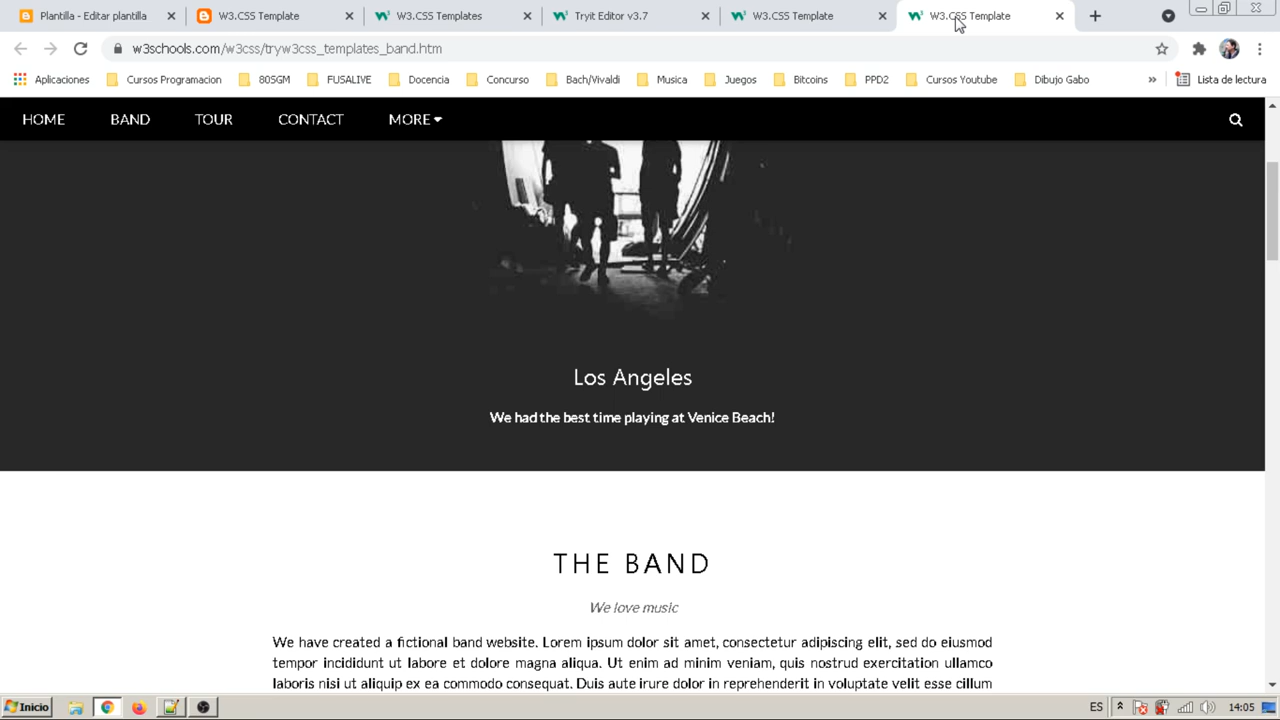 Plantilla - Editar plantilla
W3.CSS Template
W3.CSS Templates
Tryit Editor v3.7
W3.CSS Template
W3.CSS Template
w3schools.com/w3css/tryw3css_templates_band.htm
Aplicaciones
Cursos Programacion
80SGM
FUSALIVE
Docencia
Concurso
Bach/Vivaldi
Musica
Juegos
Bitcoins
PPD2
Cursos Youtube
Dibujo Gabo
»
Lista de lectura
HOME
BAND
TOUR
CONTACT
MORE
Los Angeles
We had the best time playing at Venice Beach!
THE BAND
We love music
We have created a fictional band website. Lorem ipsum dolor sit amet, consectetur adipiscing elit, sed do eiusmod
tempor incididunt ut labore et dolore magna aliqua. Ut enim ad minim veniam, quis nostrud exercitation ullamco
laboris nisi ut aliquip ex ea commodo consequat. Duis aute irure dolor in reprehenderit in voluptate velit esse cillum
Inicio
ES
14:05